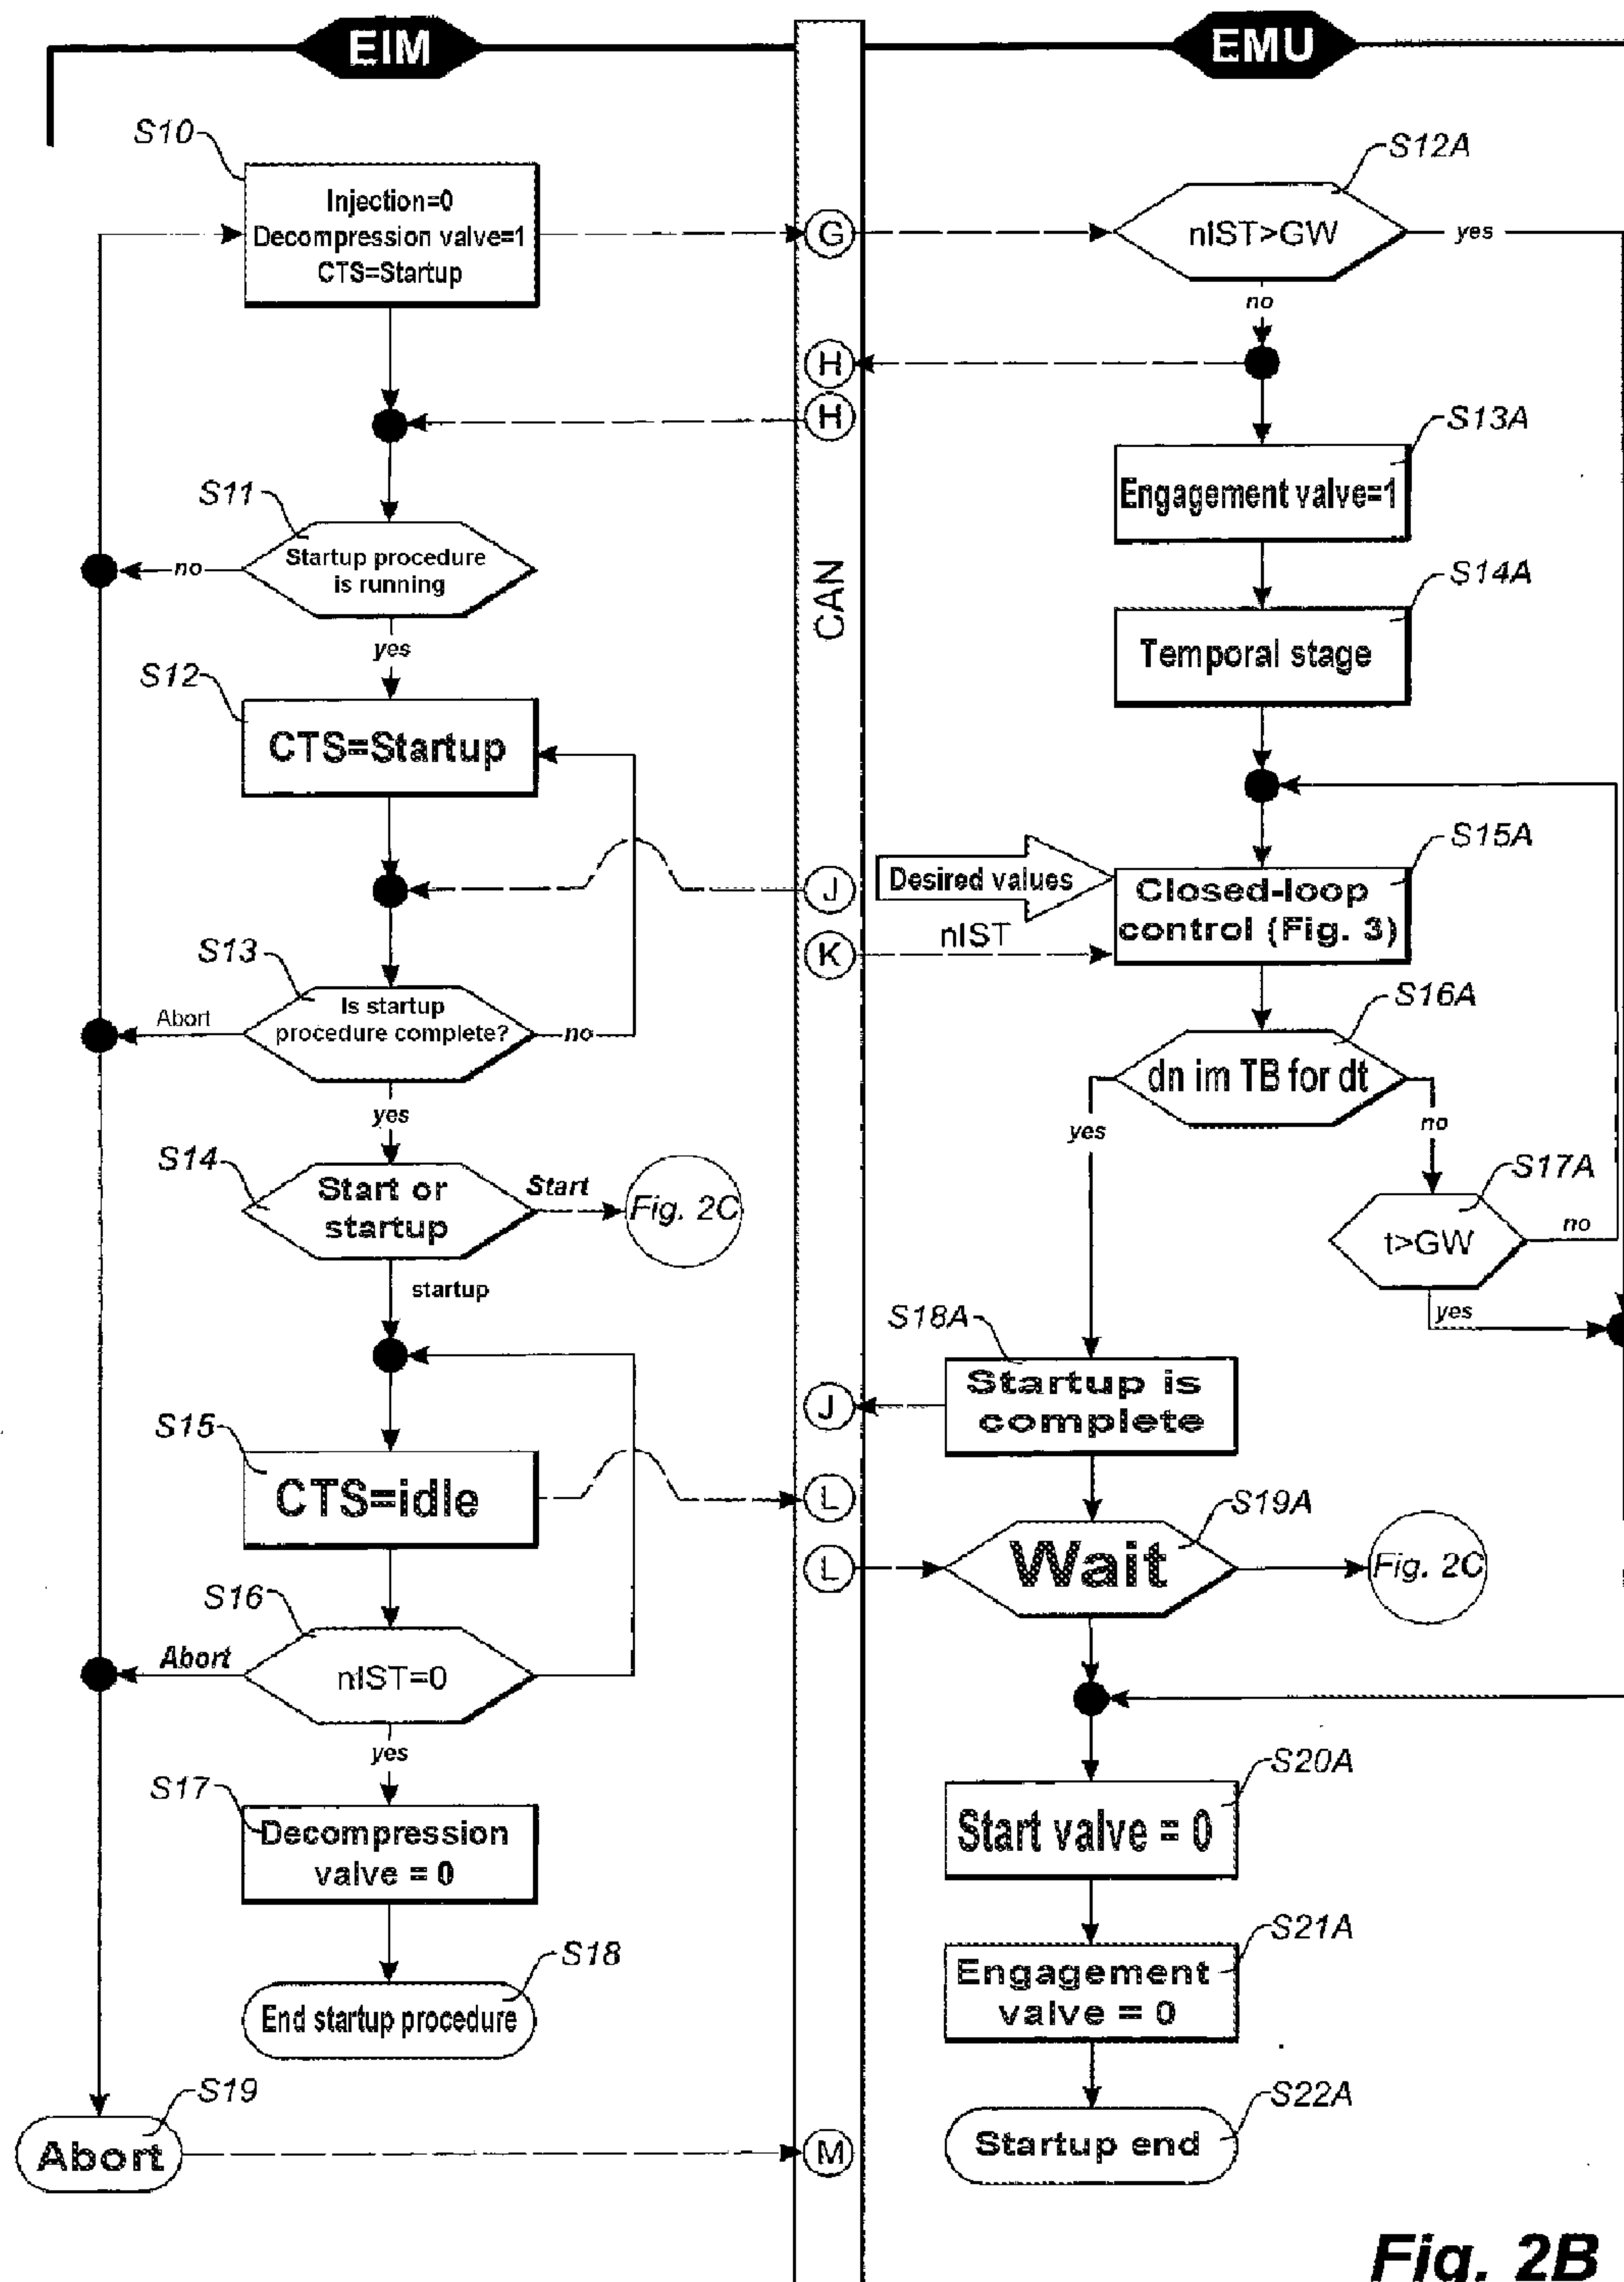 EIM
EMU
S10
Injection=0
Decompression valve=1
CTS=Startup
G
S12A
nIST>GW
yes
no
H
H
S13A
Engagement valve=1
S11
Startup procedure
is running
no
yes
CAN
S14A
Temporal stage
S12
CTS=Startup
J
Desired values
S15A
Closed-loop
control (Fig. 3)
K
nIST
S13
Is startup
procedure complete?
Abort
no
yes
S16A
dn im TB for dt
yes
no
S14
Start or
startup
Start
Fig. 2C
startup
S17A
t>GW
no
yes
S18A
Startup is
complete
J
S15
CTS=idle
L
L
S19A
Wait
Fig. 2C
S16
nIST=0
Abort
yes
S17
Decompression
valve = 0
S20A
Start valve = 0
S21A
Engagement
valve = 0
S18
End startup procedure
S19
Abort
M
S22A
Startup end
Fig. 2B